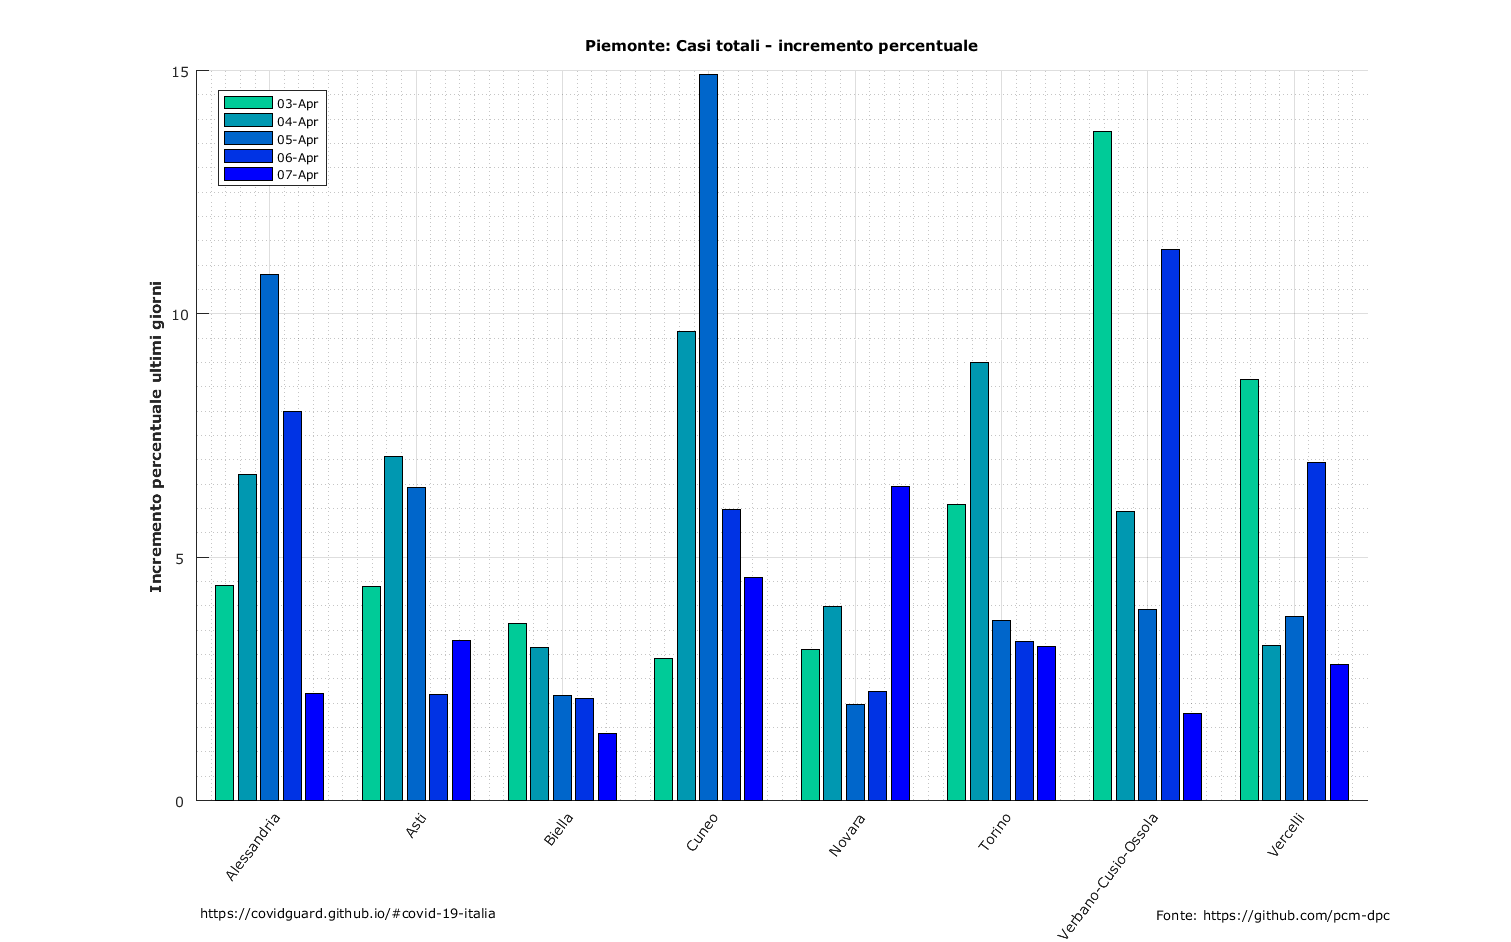 Piemonte: Casi totali - incremento percentuale
15
03-Apr
04-Apr
05-Apr
06-Apr
07-Apr
10
5
0
Incremento percentuale ultimi giorni
Alessandria
Asti
Biella
Cuneo
Novara
Torino
Verbano-Cusio-Ossola
Vercelli
https://covidguard.github.io/#covid-19-italia
Fonte: https://github.com/pcm-dpc